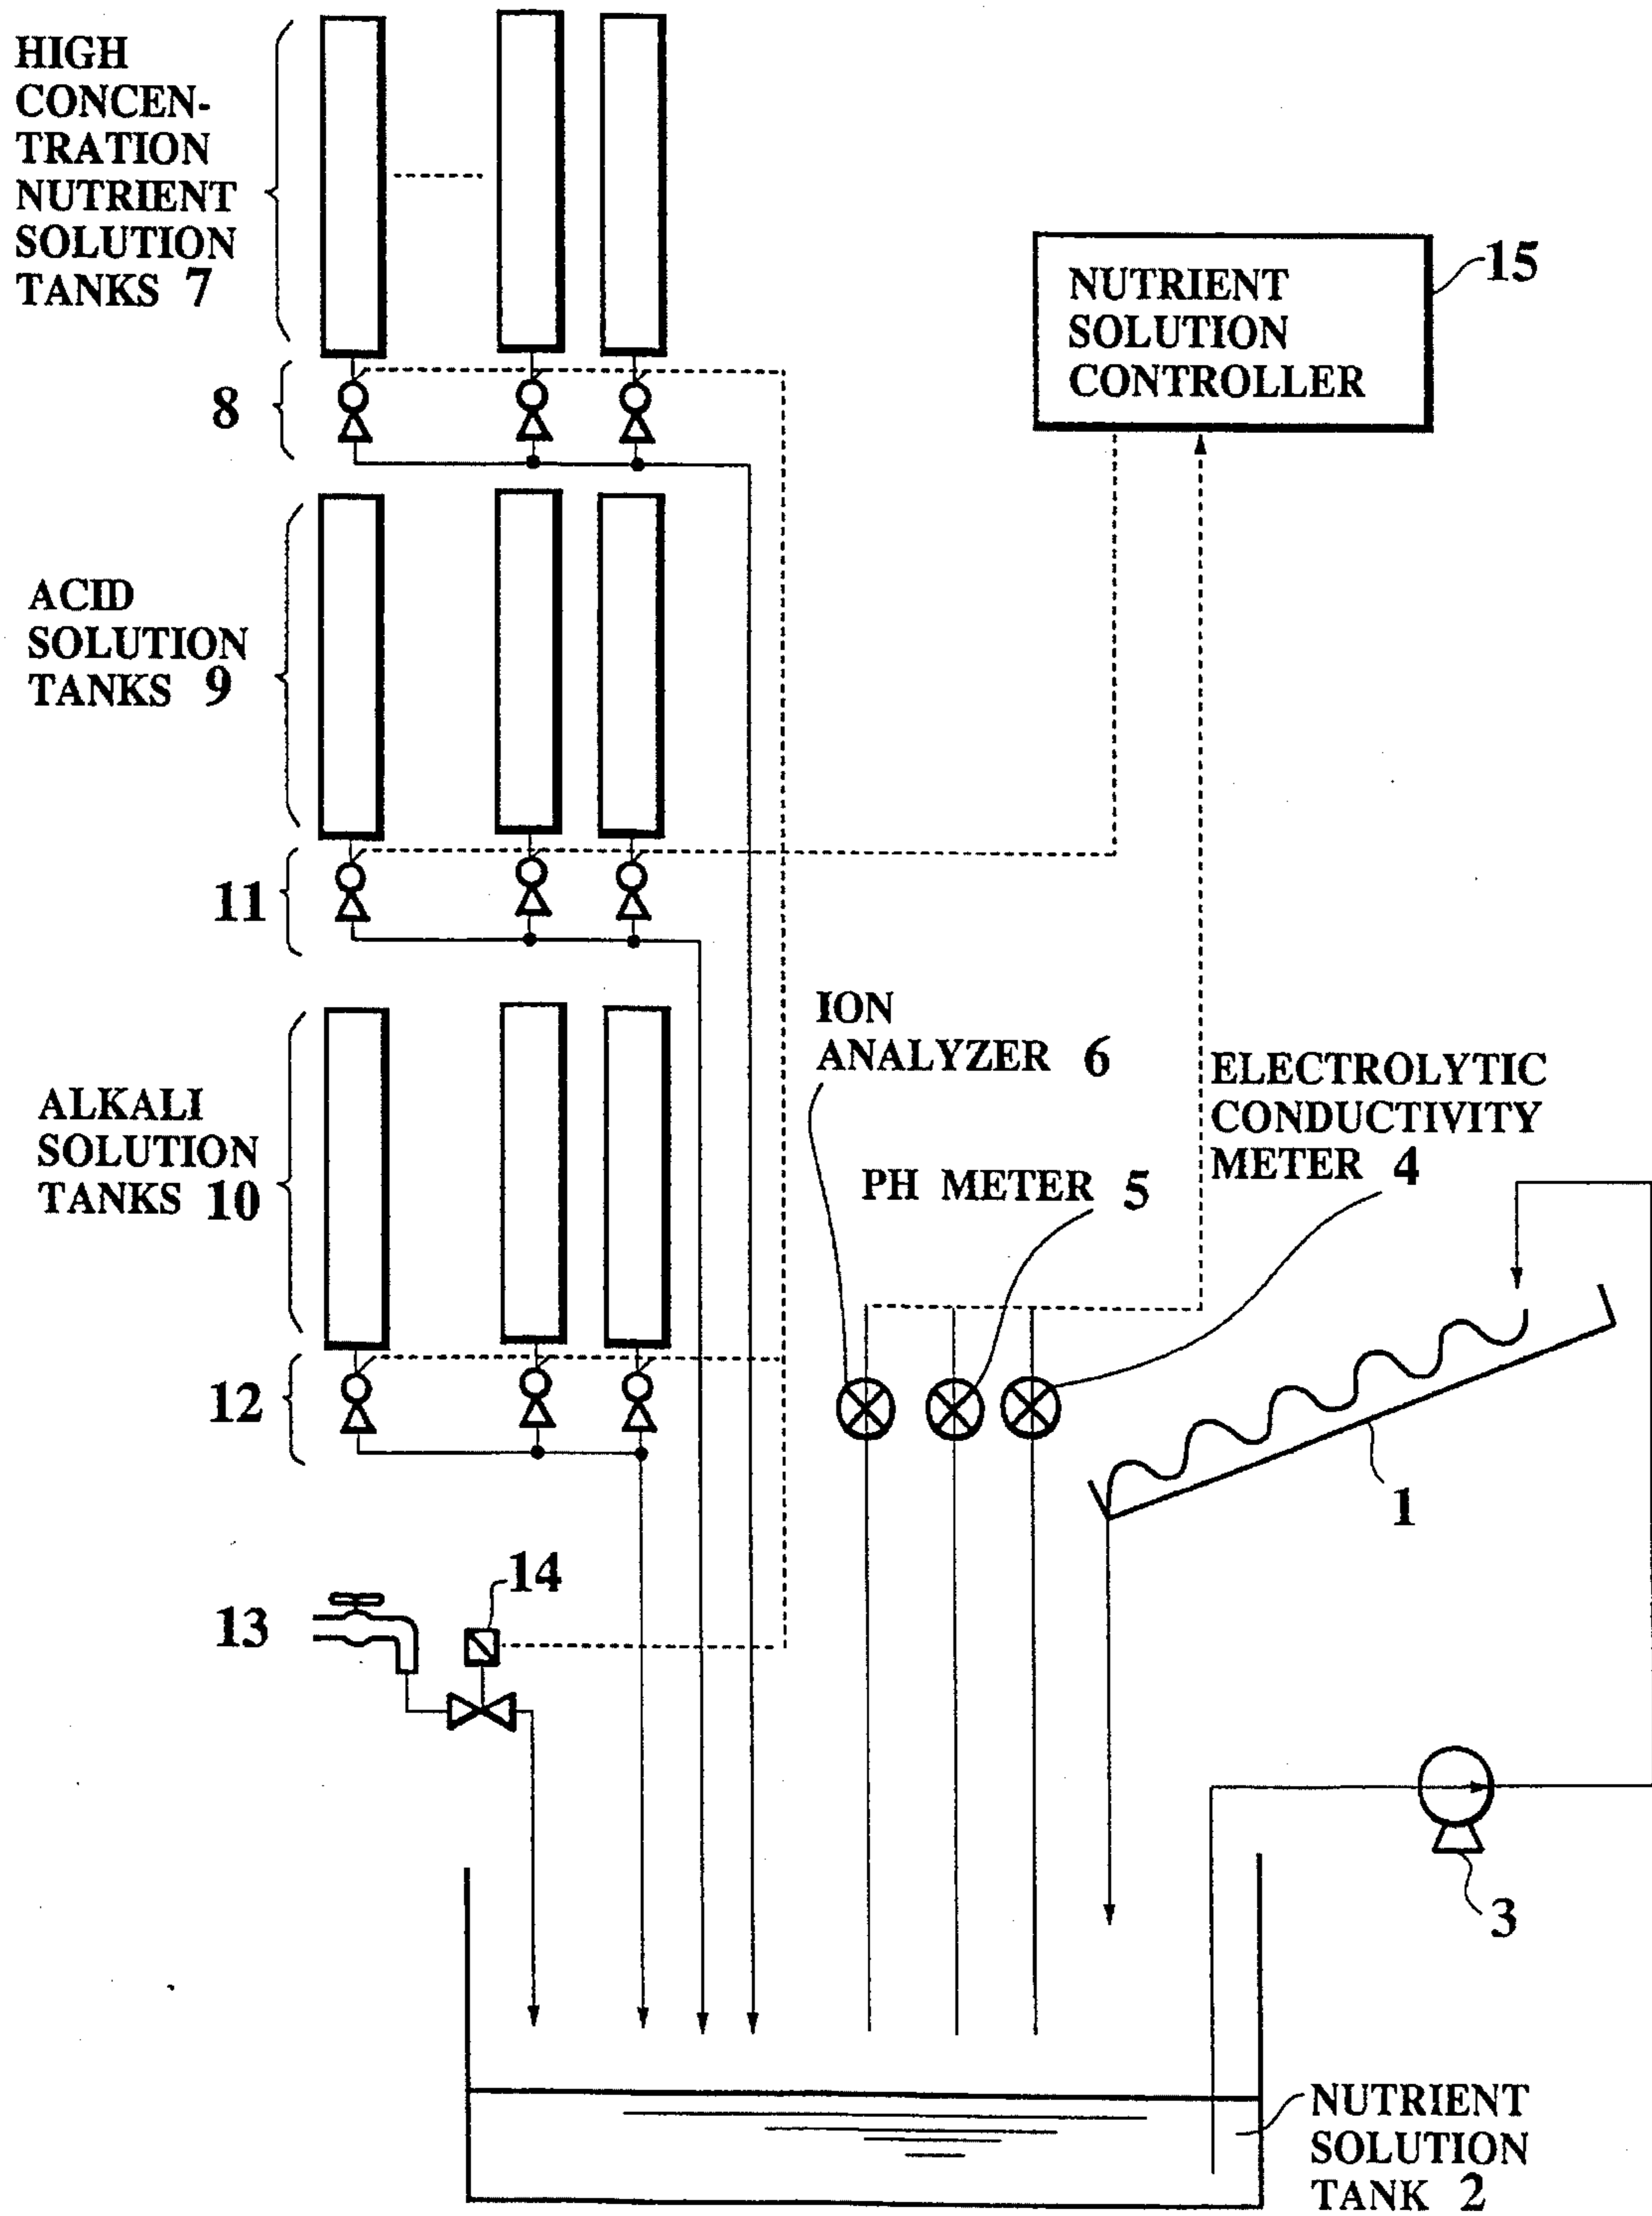 HIGH
CONCEN-
TRATION
NUTRIENT
SOLUTION
TANKS 7
8
NUTRIENT
SOLUTION
CONTROLLER
15
ACID
SOLUTION
TANKS 9
11
ION
ANALYZER 6
ELECTROLYTIC
CONDUCTIVITY
METER 4
ALKALI
SOLUTION
TANKS 10
PH METER 5
12
1
14
13
3
NUTRIENT
SOLUTION
TANK 2